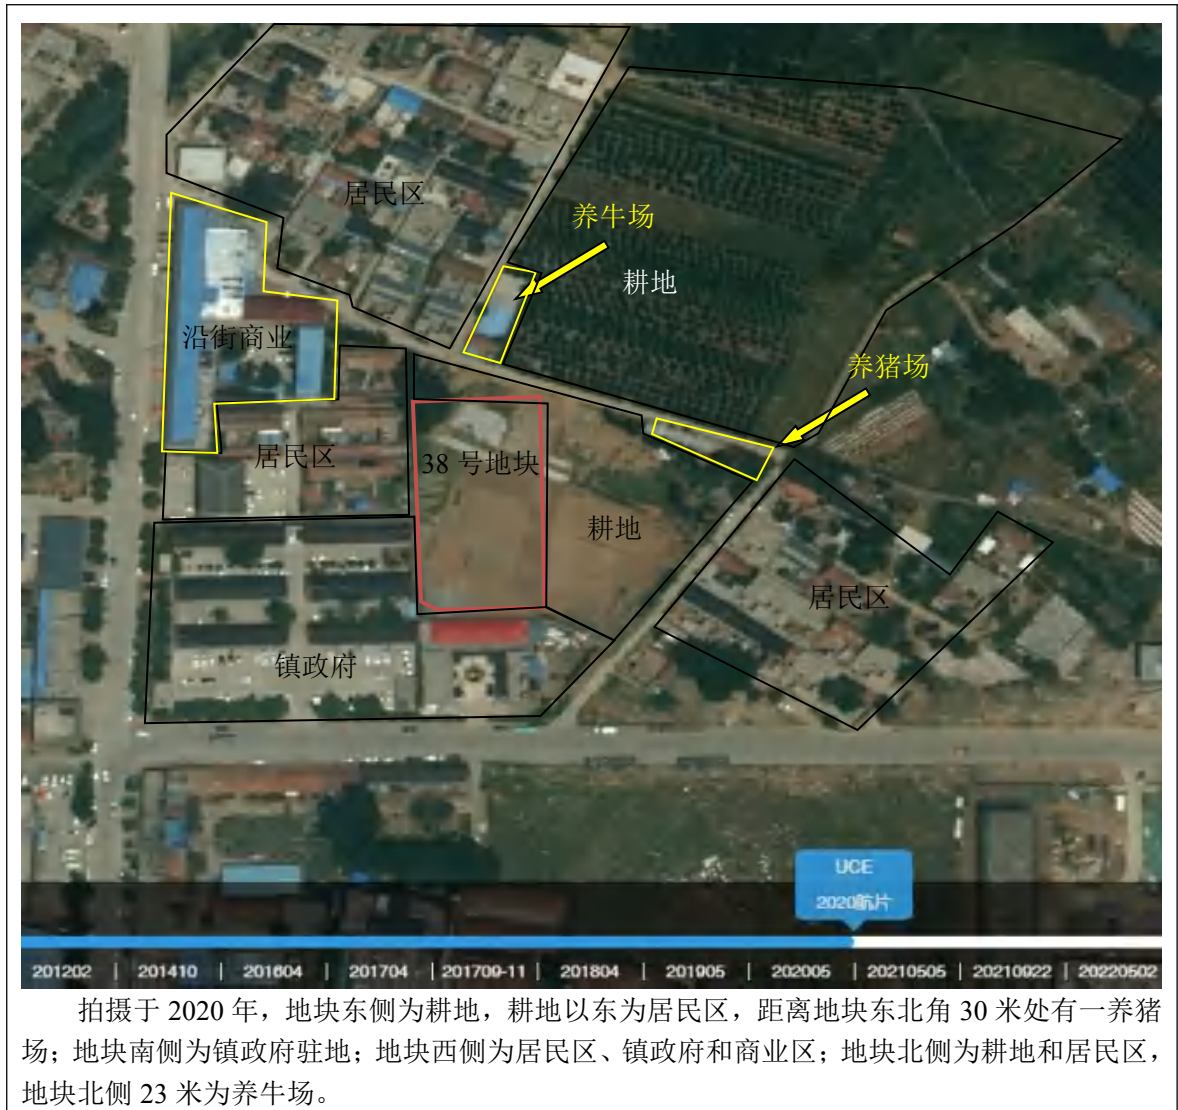 居民区
养牛场
耕地
沿街商业
养猪场
居民区
38 号地块
耕地
居民区
镇政府
UCE
2020航片
201202 | 201410 | 201604 | 201704 | 201709-11 | 201804 | 201905 | 202005 | 20210505 | 20210922 | 20220502
拍摄于 2020 年，地块东侧为耕地，耕地以东为居民区，距离地块东北角 30 米处有一养猪
场；地块南侧为镇政府驻地；地块西侧为居民区、镇政府和商业区；地块北侧为耕地和居民区，
地块北侧 23 米为养牛场。